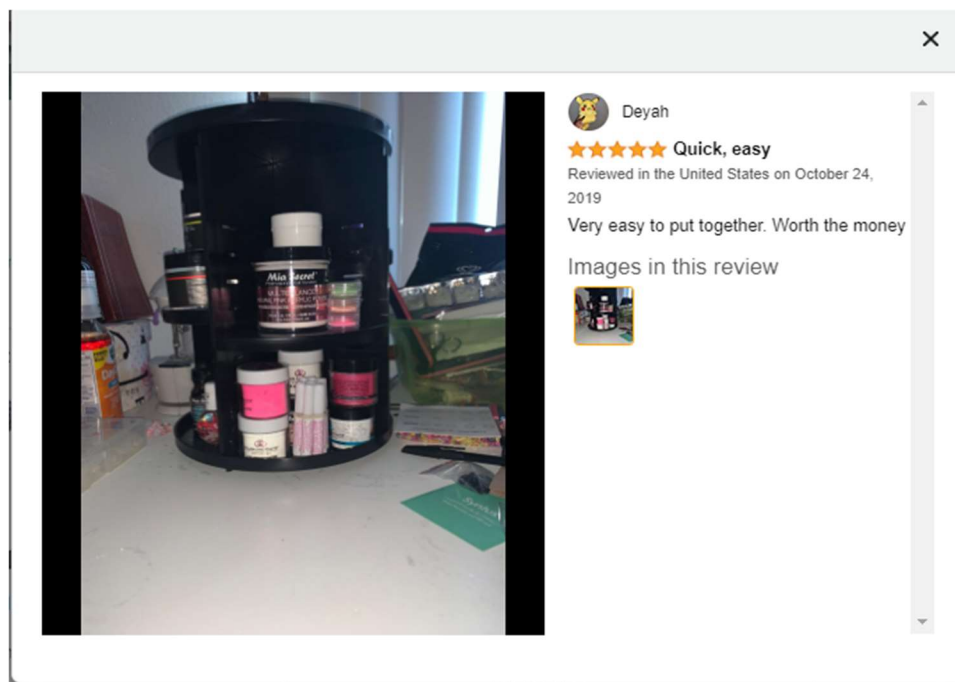 Deyah
Quick, easy
Reviewed in the United States on October 24,
2019
Very easy to put together. Worth the money
Images in this review
Mia Secret